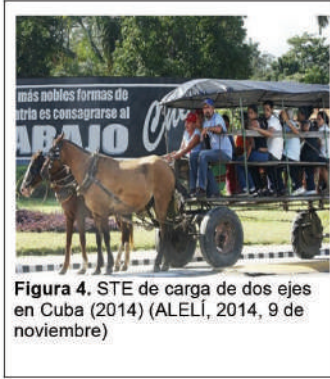 más nobles formas de
tria es consagrarse al
ABAJO
Che
Figura 4. STE de carga de dos ejes
en Cuba (2014) (ALELÍ, 2014, 9 de
noviembre)